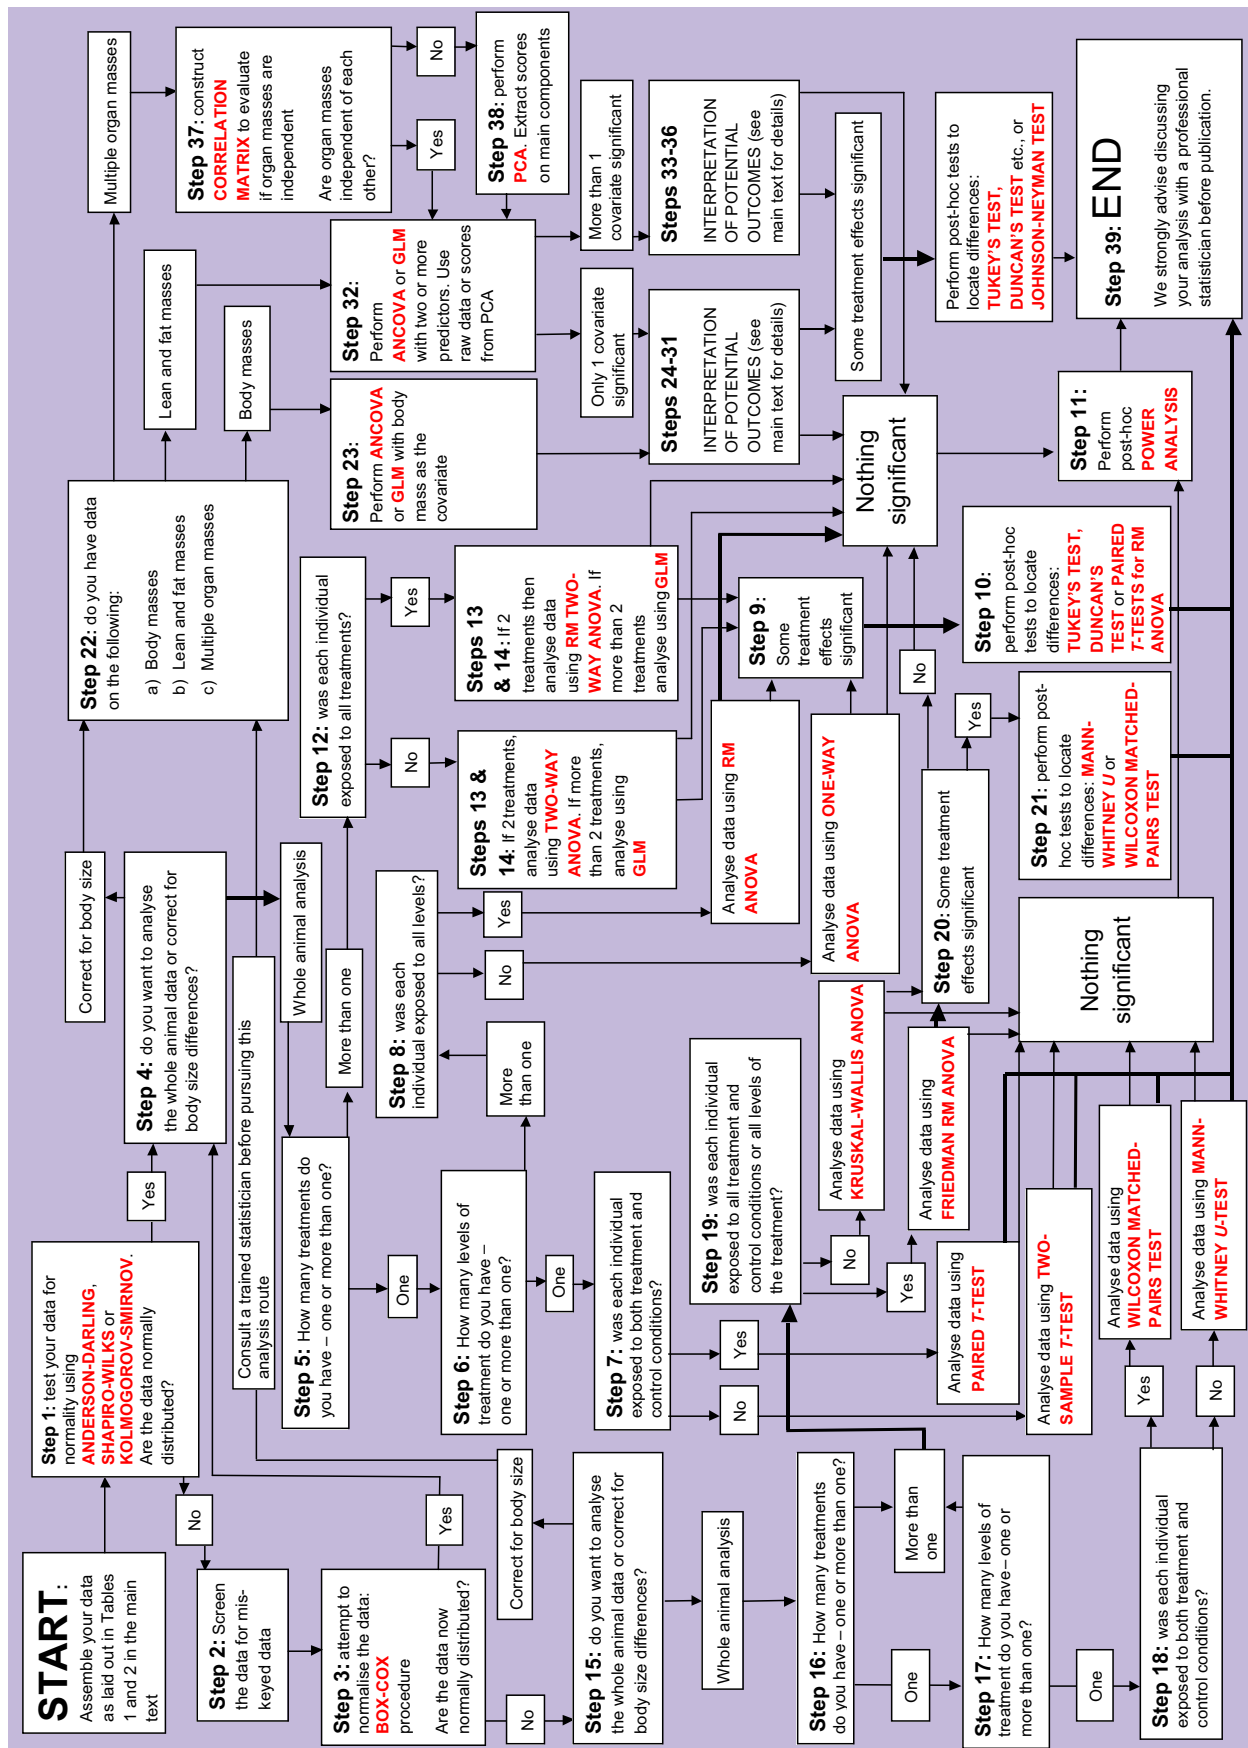 START:
Assemble your data
as laid out in Tables
1 and 2 in the main
text
Step 1: test your data for
normality using
ANDERSON-DARLING,
SHAPIRO-WILKS or
KOLMOGOROV-SMIRNOV.
Are the data normally
distributed?
Yes
No
Step 2: Screen
the data for mis-
keyed data
Step 3: attempt to
normalise the data:
BOX-COX
procedure
Are the data now
normally distributed?
Yes
No
Step 4: do you want to analyse
the whole animal data or correct for
body size differences?
Correct for body size
Whole animal analysis
Consult a trained statistician before pursuing this
analysis route
Step 5: How many treatments do
you have – one or more than one?
More than one
One
Step 6: How many levels of
treatment do you have –
one or more than one?
More
than one
One
Step 7: was each individual
exposed to both treatment and
control conditions?
Yes
No
Step 8: was each
individual exposed to all levels?
Yes
No
Analyse data using RM
ANOVA
Analyse data using ONE-WAY
ANOVA
Step 12: was each individual
exposed to all treatments?
Yes
No
Steps 13 &
14: If 2 treatments,
analyse data
using TWO-WAY
ANOVA. If more
than 2 treatments,
analyse using
GLM
Steps 13
& 14: If 2
treatments then
analyse data
using RM TWO-
WAY ANOVA. If
more than 2
treatments
analyse using GLM
Step 9:
Some
treatment
effects
significant
Step 10:
perform post-hoc
tests to locate
differences:
TUKEY'S TEST,
DUNCAN'S
TEST or PAIRED
T-TESTS for RM
ANOVA
Nothing
significant
Step 11:
Perform
post-hoc
POWER
ANALYSIS
Correct for body size
Step 15: do you want to analyse
the whole animal data or correct for
body size differences?
Whole animal analysis
Step 16: How many treatments
do you have – one or more than one?
More than
one
One
Step 17: How many levels of
treatment do you have – one or
more than one?
One
Step 18: was each individual
exposed to both treatment and
control conditions?
Yes
No
Step 19: was each individual
exposed to all treatment and
control conditions or all levels of
the treatment?
No
Yes
Analyse data using
KRUSKAL-WALLIS ANOVA
Analyse data using
FRIEDMAN RM ANOVA
Analyse data using
PAIRED T-TEST
Analyse data using TWO-
SAMPLE T-TEST
Analyse data using
WILCOXON MATCHED-
PAIRS TEST
Analyse data using MANN-
WHITNEY U-TEST
Step 20: Some treatment
effects significant
No
Yes
Step 21: perform post-
hoc tests to locate
differences: MANN-
WHITNEY U or
WILCOXON MATCHED-
PAIRS TEST
Nothing
significant
Step 22: do you have data
on the following:
a) Body masses
b) Lean and fat masses
c) Multiple organ masses
Multiple organ masses
Lean and fat masses
Body masses
Step 23:
Perform ANCOVA
or GLM with body
mass as the
covariate
Step 32:
Perform
ANCOVA or GLM
with two or more
predictors. Use
raw data or scores
from PCA
Step 37: construct
CORRELATION
MATRIX to evaluate
if organ masses are
independent
Are organ masses
independent of each
other?
No
Yes
Step 38: perform
PCA. Extract scores
on main components
Only 1 covariate
significant
More than 1
covariate significant
Steps 24-31
INTERPRETATION
OF POTENTIAL
OUTCOMES (see
main text for details)
Steps 33-36
INTERPRETATION
OF POTENTIAL
OUTCOMES (see
main text for details)
Some treatment effects significant
Perform post-hoc tests to
locate differences:
TUKEY'S TEST,
DUNCAN'S TEST etc., or
JOHNSON-NEYMAN TEST
Step 39: END
We strongly advise discussing
your analysis with a professional
statistician before publication.